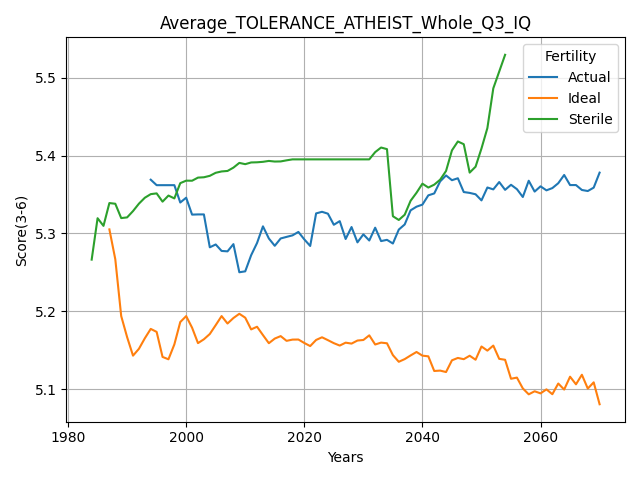 Average_TOLERANCE_ATHEIST_Whole_Q3_IQ
Fertility
Actual
Ideal
Sterile
Score(3-6)
5.5
5.4
5.3
5.2
5.1
1980 2000 2020 2040 2060
Years